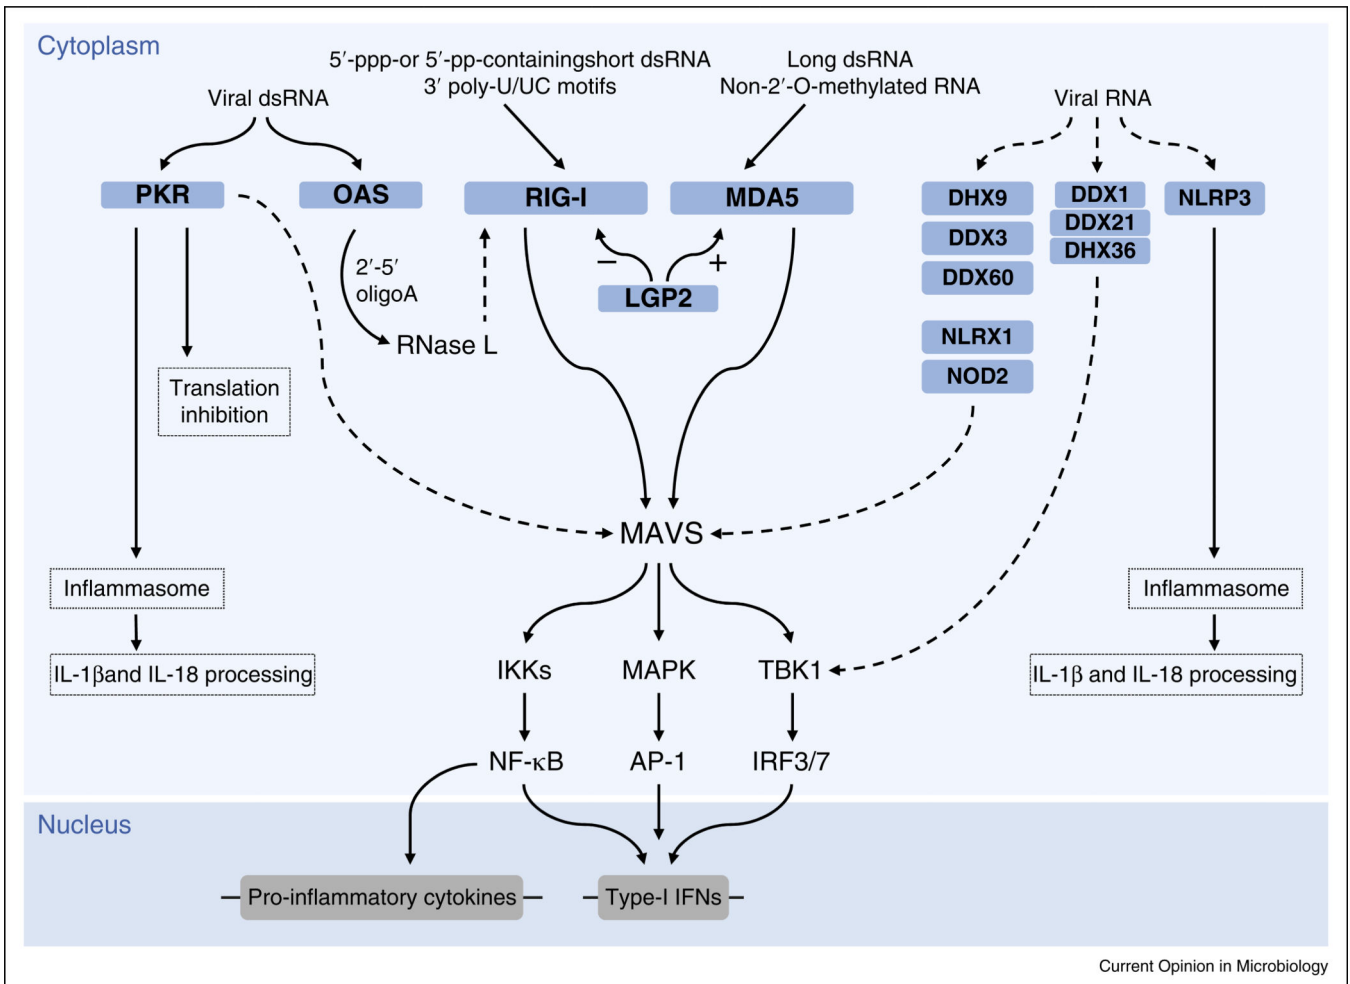 Cytoplasm
5′-ppp-or 5′-pp-containingshort dsRNA
3′ poly-U/UC motifs
Long dsRNA
Non-2′-O-methylated RNA
Viral dsRNA
Viral RNA
PKR
OAS
RIG-I
MDA5
DHX9
DDX3
DDX60
NLRX1
NOD2
DDX1
DDX21
DHX36
NLRP3
2′-5′
oligoA
RNase L
−
+
LGP2
Translation
inhibition
MAVS
Inflammasome
IL-1βand IL-18 processing
Inflammasome
IL-1β and IL-18 processing
IKKs
MAPK
TBK1
NF-κB
AP-1
IRF3/7
Nucleus
Pro-inflammatory cytokines
Type-I IFNs
Current Opinion in Microbiology